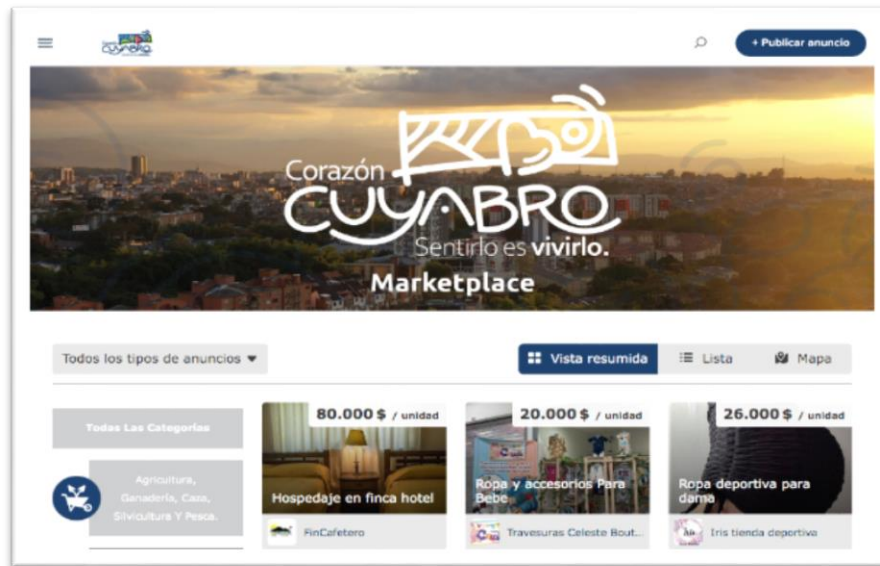 CUYABRO
+ Publicar anuncio
Corazón
CUYABRO
Sentirlo es vivirlo.
Marketplace
Todos los tipos de anuncios
Vista resumida
Lista
Mapa
Todas Las Categorías
Agricultura,
Ganadería, Caza,
Silvicultura Y Pesca.
80.000 $ / unidad
Hospedaje en finca hotel
FinCafetero
20.000 $ / unidad
Ropa y accesorios Para
Bebe
Travesuras Celeste Bout...
26.000 $ / unidad
Ropa deportiva para
dama
Iris tienda deportiva